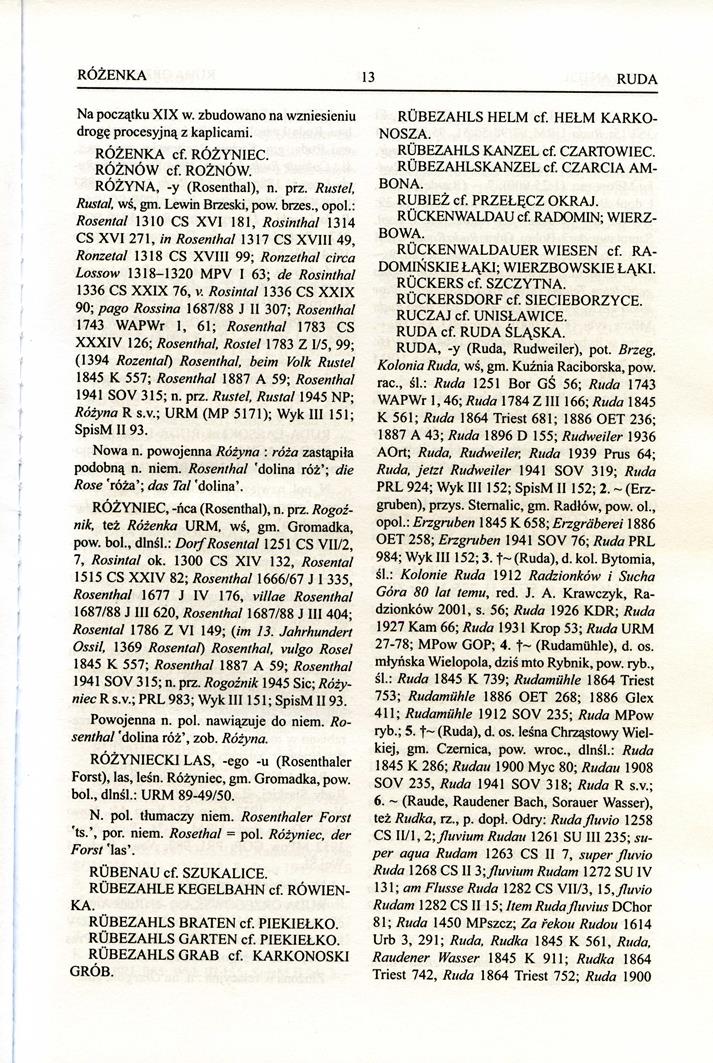 RÓŻENKA
13
RUDA
Na początku XIX w. zbudowano na wzniesieniu
drogę procesyjną z kaplicami.
RÓŻENKA cf. RÓŻYNIEC.
RÓŻNÓW cf. ROŻNÓW.
RÓŻYNA, -y (Rosenthal), n. prz. Rustel,
Rustal, wś, gm. Lewin Brzeski, pow. brzes., opol.:
Rosental 1310 CS XVI 181, Rosinthal 1314
CS XVI 271, in Rosenthal 1317 CS XVIII 49,
Ronzetal 1318 CS XVIII 99; Ronzethal circa
Lossow 1318–1320 MPV I 63; de Rosinthal
1336 CS XXIX 76, v. Rosintal 1336 CS XXIX
90; pago Rossina 1687/88 J II 307; Rosenthal
1743 WAPWr 1, 61; Rosenthal 1783 CS
XXXIV 126; Rosenthal, Rostel 1783 Z I/5, 99;
(1394 Rozental) Rosenthal, beim Volk Rustel
1845 K 557; Rosenthal 1887 A 59; Rosenthal
1941 SOV 315; n. prz. Rustel, Rustal 1945 NP;
Różyna R s.v.; URM (MP 5171); Wyk III 151;
SpisM II 93.
Nowa n. powojenna Różyna : róża zastąpiła
podobną n. niem. Rosenthal 'dolina róż'; die
Rose 'róża'; das Tal 'dolina'.
RÓŻYNIEC, -ńca (Rosenthal), n. prz. Rogoź-
nik, też Różenka URM, wś, gm. Gromadka,
pow. bol., dlnśl.: Dorf Rosental 1251 CS VII/2,
7, Rosintal ok. 1300 CS XIV 132, Rosental
1515 CS XXIV 82; Rosenthal 1666/67 J I 335,
Rosenthal 1677 J IV 176, villae Rosenthal
1687/88 J III 620, Rosenthal 1687/88 J III 404;
Rosental 1786 Z VI 149; (im 13. Jahrhundert
Ossil, 1369 Rosental) Rosenthal, vulgo Rosel
1845 K 557; Rosenthal 1887 A 59; Rosenthal
1941 SOV 315; n. prz. Rogoźnik 1945 Sic; Róży-
niec R s.v.; PRL 983; Wyk III 151; SpisM II 93.
Powojenna n. pol. nawiązuje do niem. Ro-
senthal 'dolina róż', zob. Różyna.
RÓŻYNIECKI LAS, -ego -u (Rosenthaler
Forst), las, leśn. Różyniec, gm. Gromadka, pow.
bol., dlnśl.: URM 89-49/50.
N. pol. tłumaczy niem. Rosenthaler Forst
'ts.', por. niem. Rosethal = pol. Różyniec, der
Forst 'las'.
RÜBENAU cf. SZUKALICE.
RÜBEZAHLE KEGELBAHN cf. RÓWIEN-
KA.
RÜBEZAHLS BRATEN cf. PIEKIEŁKO.
RÜBEZAHLS GARTEN cf. PIEKIEŁKO.
RÜBEZAHLS GRAB cf. KARKONOSKI
GRÓB.
RÜBEZAHLS HELM cf. HEŁM KARKO-
NOSZA.
RÜBEZAHLS KANZEL cf. CZARTOWIEC.
RÜBEZAHLSKANZEL cf. CZARCIA AM-
BONA.
RUBIEŻ cf. PRZEŁĘCZ OKRAJ.
RÜCKENWALDAU cf. RADOMIN; WIERZ-
BOWA.
RÜCKENWALDAUER WIESEN cf. RA-
DOMIŃSKIE ŁĄKI; WIERZBOWSKIE ŁĄKI.
RÜCKERS cf. SZCZYTNA.
RÜCKERSDORF cf. SIECIEBORZYCE.
RUCZAJ cf. UNISŁAWICE.
RUDA cf. RUDA ŚLĄSKA.
RUDA, -y (Ruda, Rudweiler), pot. Brzeg,
Kolonia Ruda, wś, gm. Kuźnia Raciborska, pow.
rac., śl.: Ruda 1251 Bor GŚ 56; Ruda 1743
WAPWr 1, 46; Ruda 1784 Z III 166; Ruda 1845
K 561; Ruda 1864 Triest 681; 1886 OET 236;
1887 A 43; Ruda 1896 D 155; Rudweiler 1936
AOrt; Ruda, Rudweiler, Ruda 1939 Prus 64;
Ruda, jetzt Rudweiler 1941 SOV 319; Ruda
PRL 924; Wyk III 152; SpisM II 152; 2. ~ (Erz-
gruben), przys. Sternalic, gm. Radłów, pow. ol.,
opol.: Erzgruben 1845 K 658; Erzgräberei 1886
OET 258; Erzgruben 1941 SOV 76; Ruda PRL
984; Wyk III 152; 3. †~ (Ruda), d. kol. Bytomia,
śl.: Kolonie Ruda 1912 Radzionków i Sucha
Góra 80 lat temu, red. J. A. Krawczyk, Ra-
dzionków 2001, s. 56; Ruda 1926 KDR; Ruda
1927 Kam 66; Ruda 1931 Krop 53; Ruda URM
27-78; MPow GOP; 4. †~ (Rudamühle), d. os.
młyńska Wielopola, dziś mto Rybnik, pow. ryb.,
śl.: Ruda 1845 K 739; Rudamühle 1864 Triest
753; Rudamühle 1886 OET 268; 1886 Glex
411; Rudamühle 1912 SOV 235; Ruda MPow
ryb.; 5. †~ (Ruda), d. os. leśna Chrząstowy Wiel-
kiej, gm. Czernica, pow. wroc., dlnśl.: Ruda
1845 K 286; Rudau 1900 Myc 80; Rudau 1908
SOV 235, Ruda 1941 SOV 318; Ruda R s.v.;
6. ~ (Raude, Raudener Bach, Sorauer Wasser),
też Rudka, rz., p. dopł. Odry: Ruda fluvio 1258
CS II/1, 2; fluvium Rudau 1261 SU III 235; su-
per aqua Rudam 1263 CS II 7, super fluvio
Ruda 1268 CS II 3; fluvium Rudam 1272 SU IV
131; am Flusse Ruda 1282 CS VII/3, 15, fluvio
Rudam 1282 CS II 15; Item Ruda fluvius DChor
81; Ruda 1450 MPszcz; Za řekou Rudou 1614
Urb 3, 291; Ruda, Rudka 1845 K 561, Ruda,
Raudener Wasser 1845 K 911; Rudka 1864
Triest 742, Ruda 1864 Triest 752; Ruda 1900